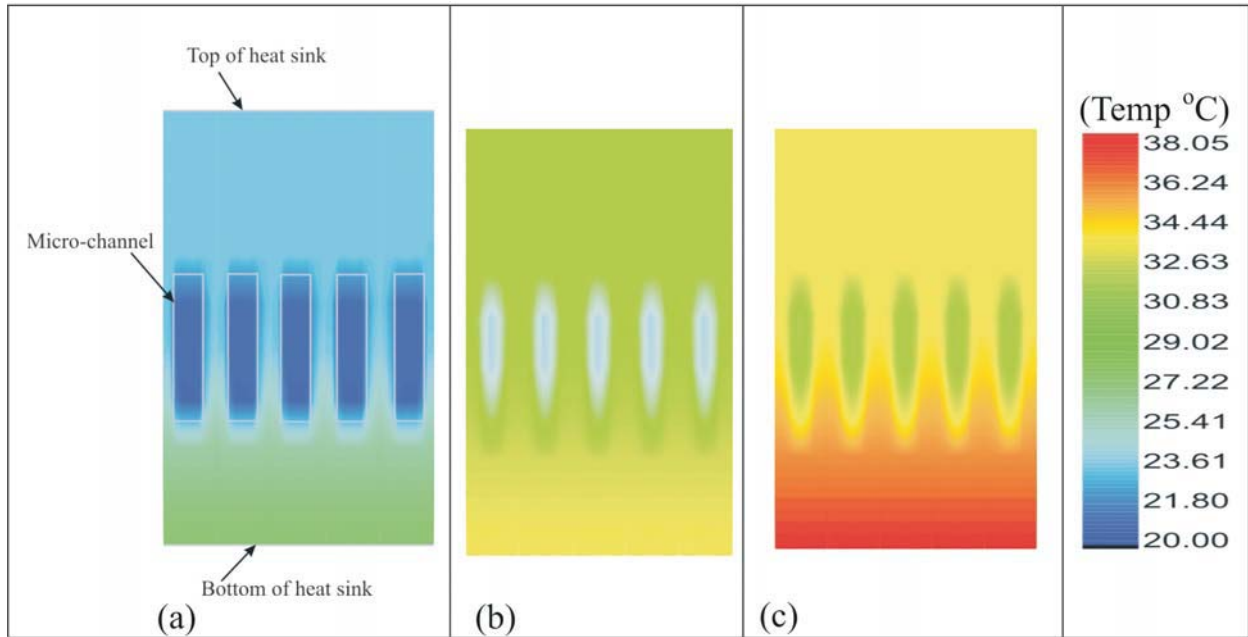 Top of heat sink
Micro-channel
Bottom of heat sink
(a)
(b)
(c)
(Temp °C)
38.05
36.24
34.44
32.63
30.83
29.02
27.22
25.41
23.61
21.80
20.00